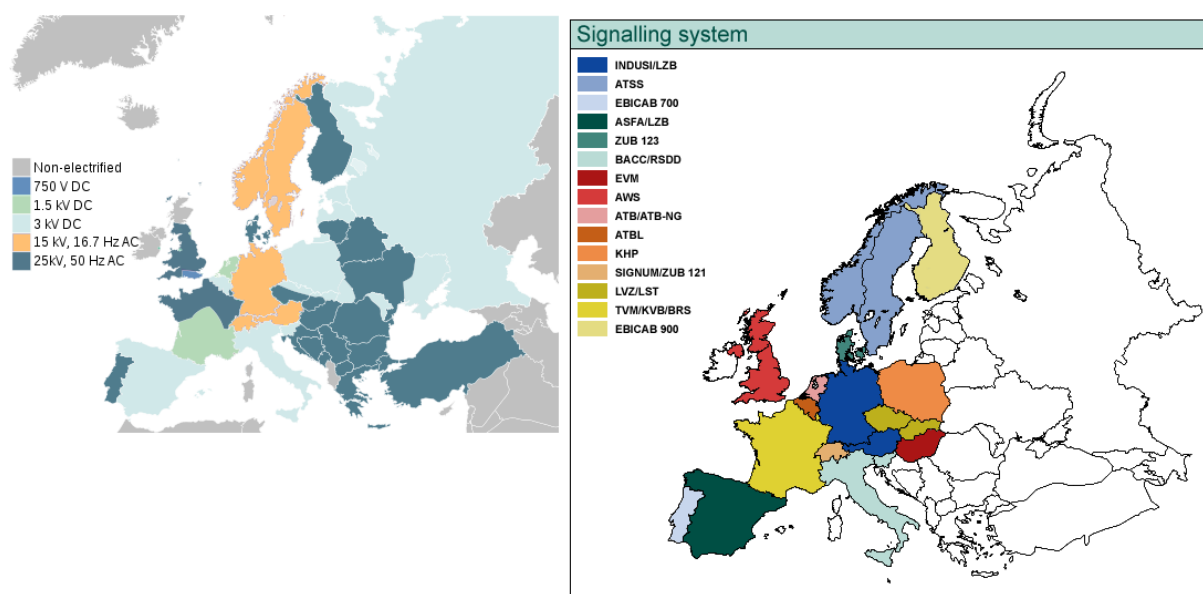 Non-electrified
750 V DC
1.5 kV DC
3 kV DC
15 kV, 16.7 Hz AC
25kV, 50 Hz AC
Signalling system
INDUSI/LZB
ATSS
EBICAB 700
ASFA/LZB
ZUB 123
BACC/RSDD
EVM
AWS
ATB/ATB-NG
ATBL
KHP
SIGNUM/ZUB 121
LVZ/LST
TVM/KVB/BRS
EBICAB 900